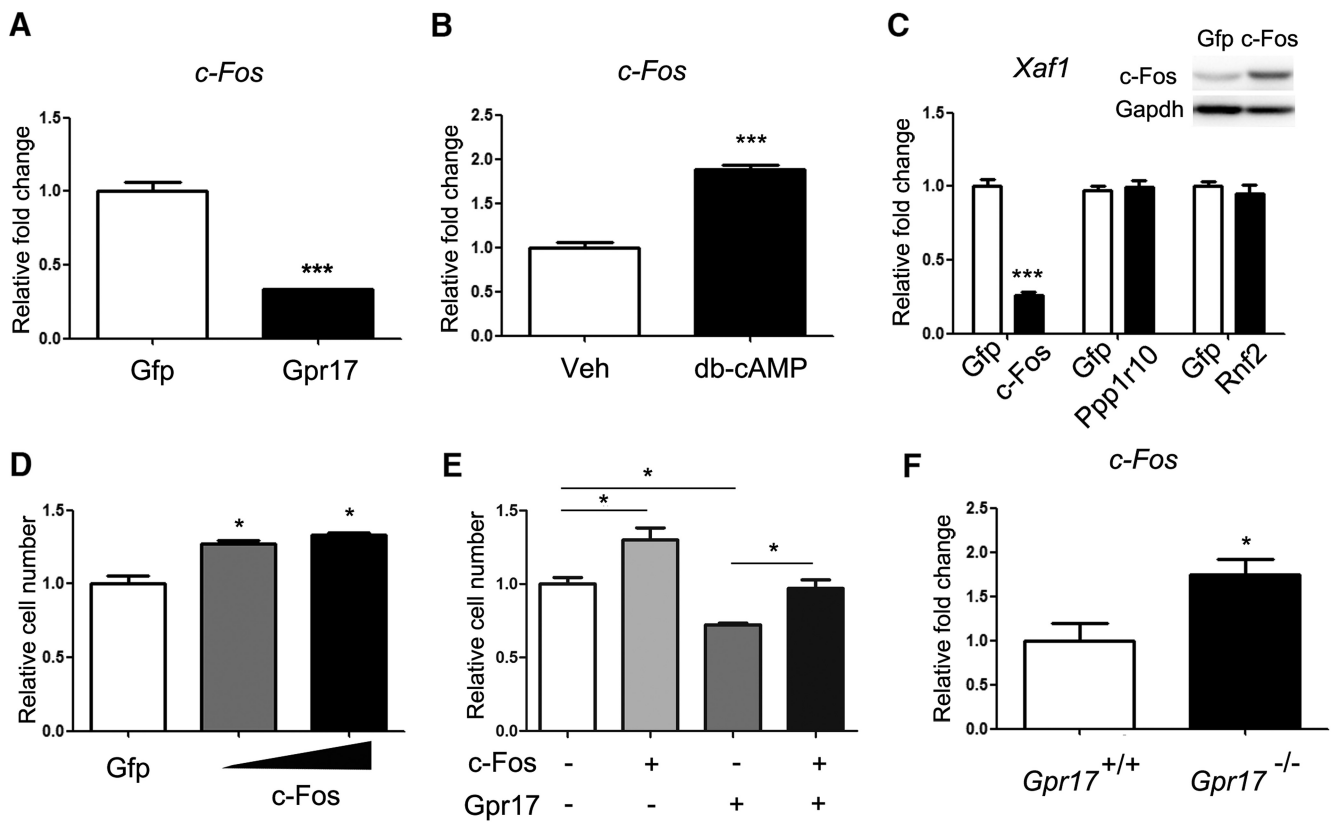 A
c-Fos
Relative fold change
1.5
1.0
0.5
0.0
***
Gfp
Gpr17
B
c-Fos
Relative fold change
2.5
2.0
1.5
1.0
0.5
0.0
***
Veh
db-cAMP
C
Xaf1
Gfp c-Fos
c-Fos
Gapdh
Relative fold change
1.5
1.0
0.5
0.0
***
Gfp
c-Fos
Gfp
Ppp1r10
Gfp
Rnf2
D
Relative cell number
1.5
1.0
0.5
0.0
*
*
Gfp
c-Fos
E
Relative cell number
1.5
1.0
0.5
0.0
*
*
*
c-Fos - + - +
Gpr17 - - + +
F
c-Fos
Relative fold change
2.5
2.0
1.5
1.0
0.5
0.0
*
Gpr17 +/+
Gpr17 -/-